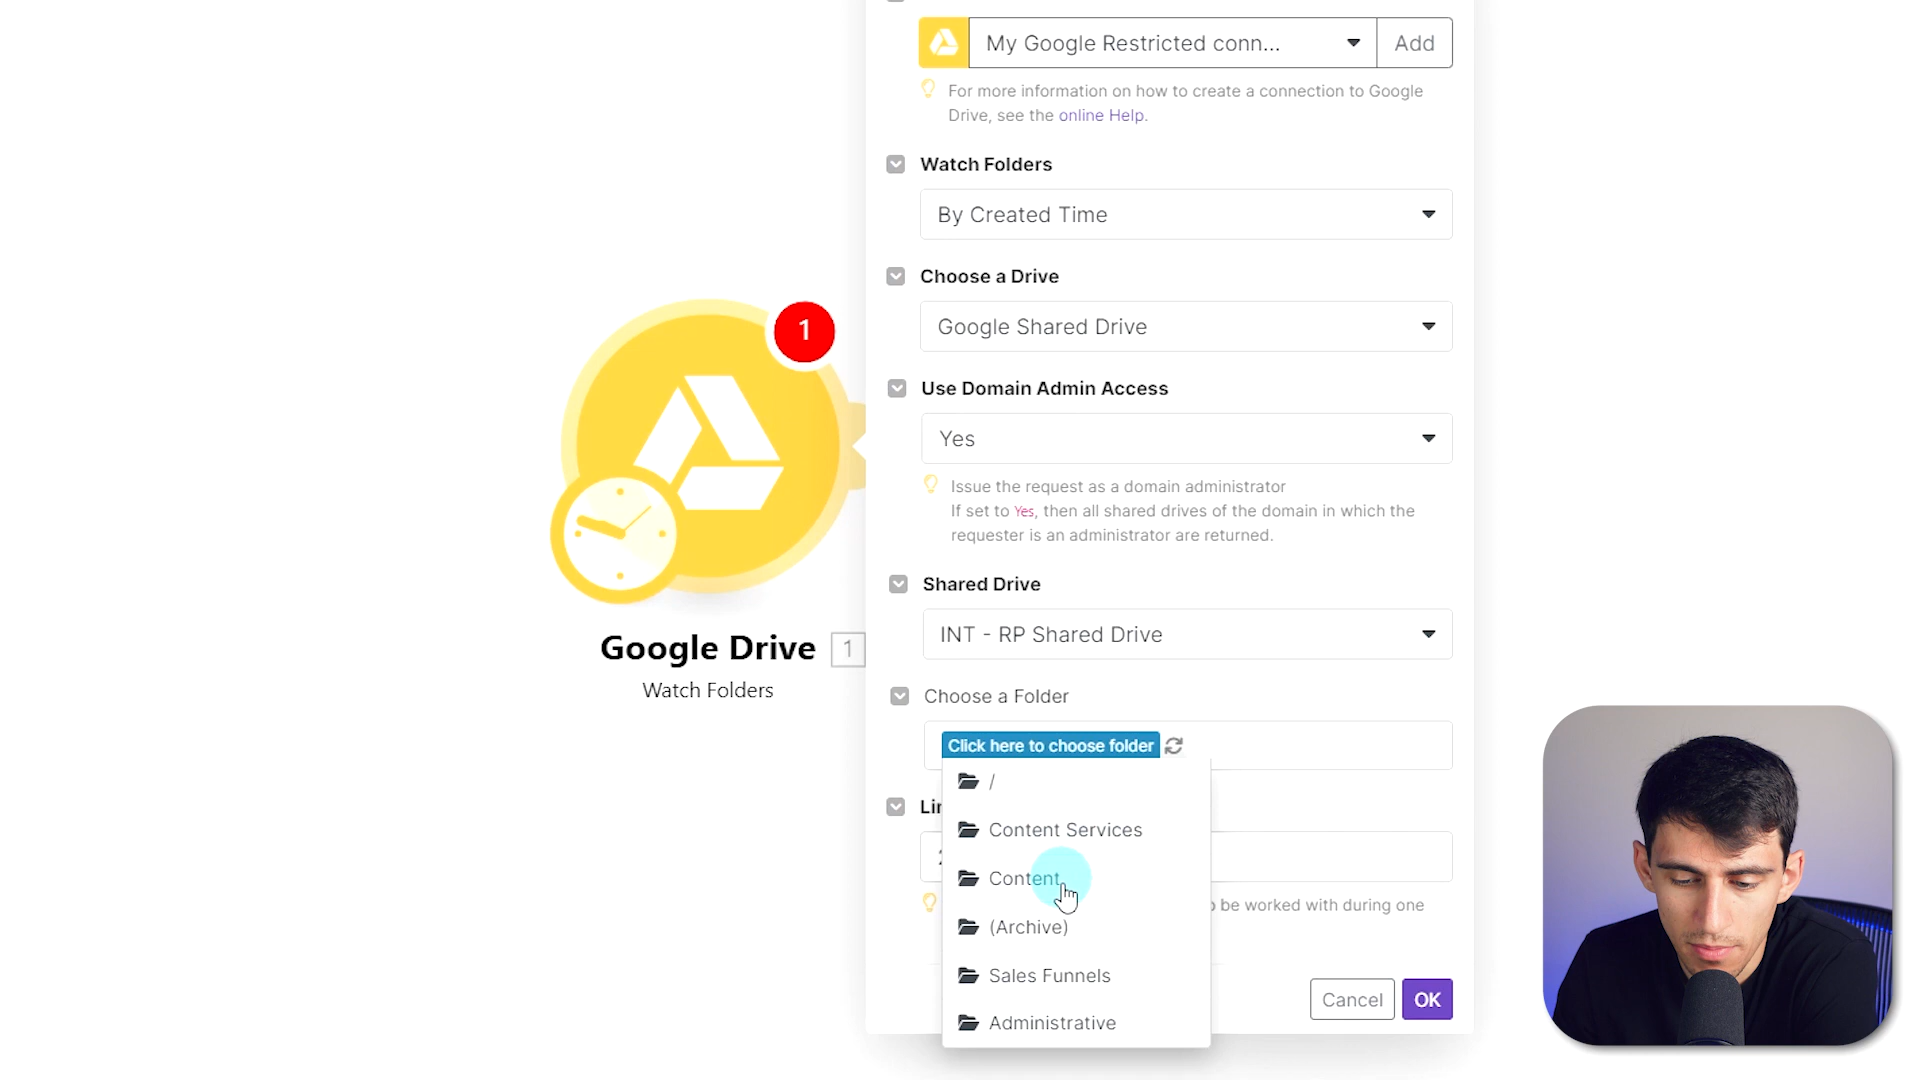 My Google Restricted conn...
Add
For more information on how to create a connection to Google
Drive, see the online Help.
Watch Folders
By Created Time
Choose a Drive
Google Shared Drive
Use Domain Admin Access
Yes
Issue the request as a domain administrator
If set to Yes, then all shared drives of the domain in which the
requester is an administrator are returned.
Shared Drive
INT - RP Shared Drive
Choose a Folder
Click here to choose folder
/
Content Services
Content
(Archive)
Sales Funnels
Administrative
be worked with during one
Cancel
OK
1
Google Drive
1
Watch Folders